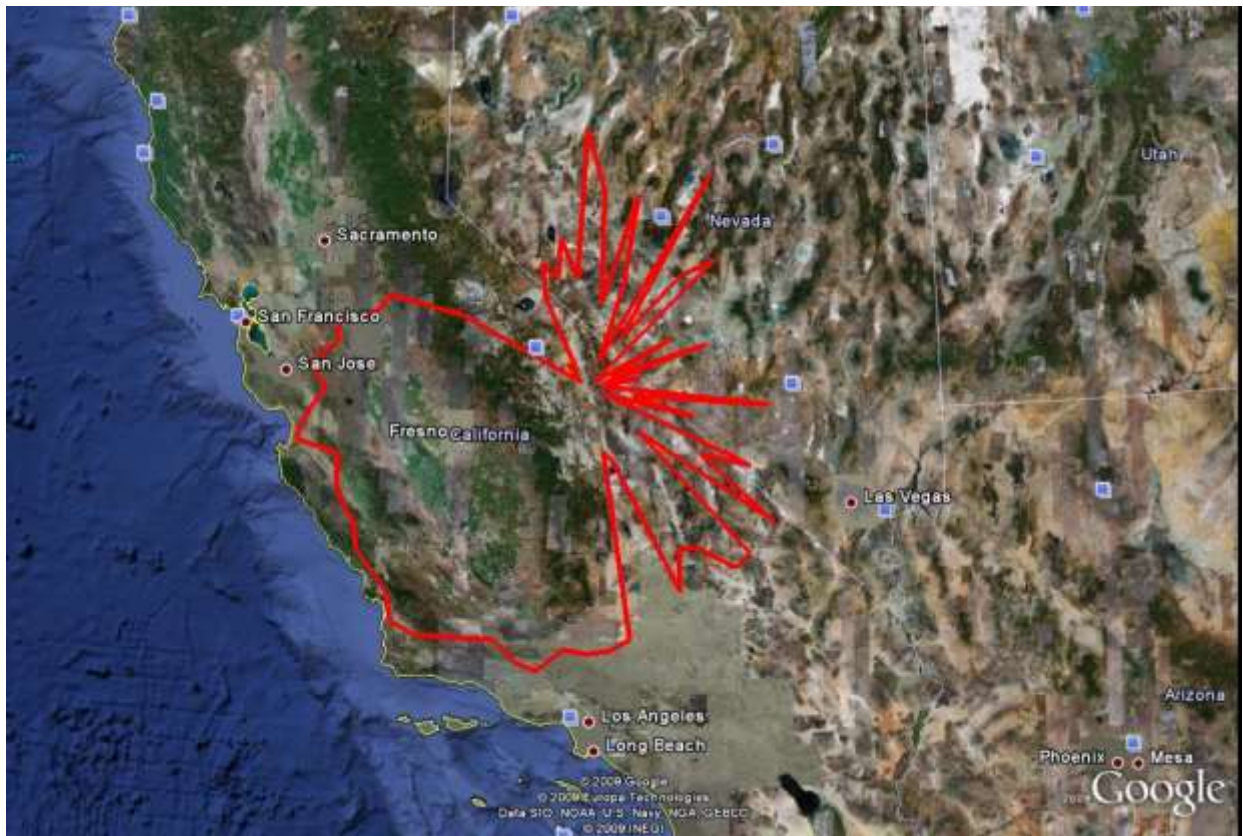 Utah
Nevada
Sacramento
San Francisco
San Jose
Fresno
California
Las Vegas
Arizona
Los Angeles
Long Beach
Phoenix
Mesa
© 2009 Google
© 2009 Europa Technologies
Data SIO, NOAA, U.S. Navy, NGA, GEBCO
© 2009 INEGI
Google